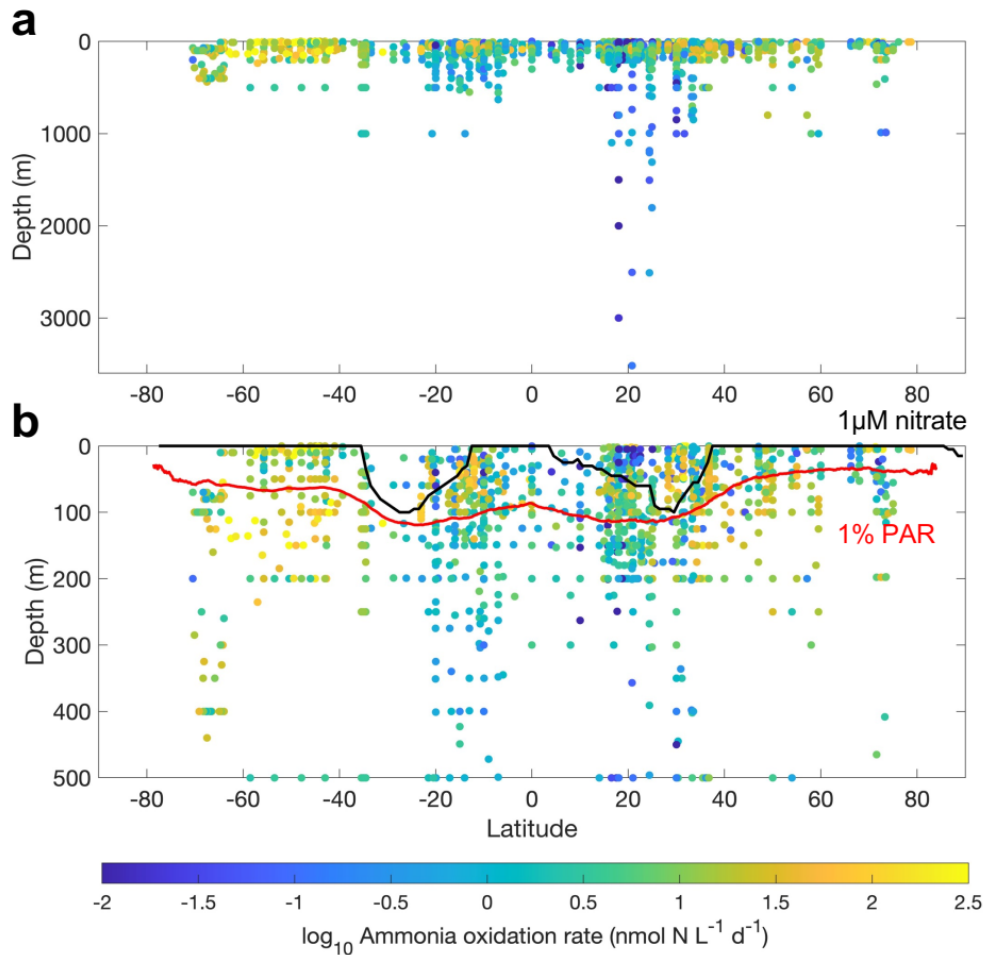 a
0
1000
2000
3000
Depth (m)
-80 -60 -40 -20 0 20 40 60 80
1μM nitrate
b
0
100
200
300
400
500
Depth (m)
1% PAR
-80 -60 -40 -20 0 20 40 60 80
Latitude
-2 -1.5 -1 -0.5 0 0.5 1 1.5 2 2.5
log₁₀ Ammonia oxidation rate (nmol N L⁻¹ d⁻¹)